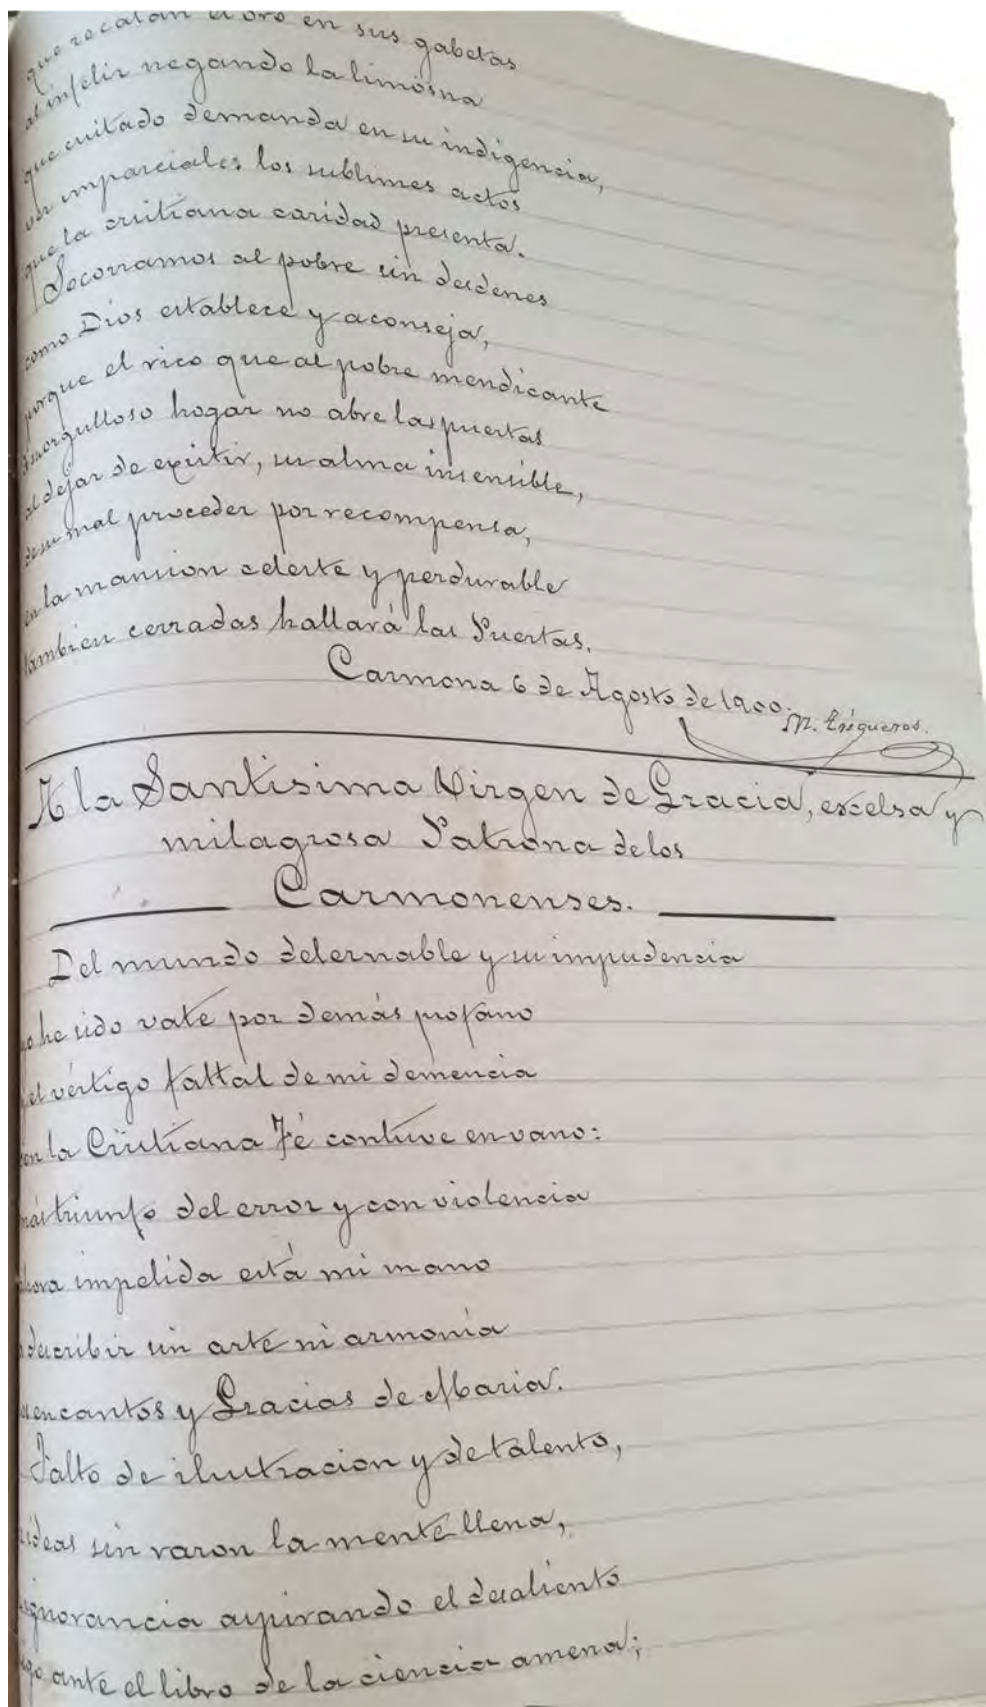 que recatan el oro en sus gabetas
al infeliz negando la limosna
que cuitado demanda en su indigencia,
ver imparciales los sublimes actos
que la cristiana caridad presenta.
Socorramos al pobre sin desdenes
como Dios establece y aconseja,
porque el rico que al pobre mendicante
su orgulloso hogar no abre las puertas
al dejar de existir, su alma insensible,
de su mal proceder por recompensa,
en la mansion celeste y perdurable
tambien cerradas hallará las Puertas.
Carmona 6 de Agosto de 1900.
M. Trigueros.
A la Santisima Virgen de Gracia, excelsa y
milagrosa Patrona de los
Carmonenses.
Del mundo delernable y su impudencia
yo he sido vate por demás profano
el vértigo fattal de mi demencia
con la Cristiana Fé contuve en vano:
más triunfo del error y con violencia
ahora impelida está mi mano
describir sin arte ni armonía
encantos y Gracias de Maria.
Falto de ilustracion y de talento,
ideas sin razon la mente llena,
ignorancia aspirando el desaliento
ante el libro de la ciencia amena;